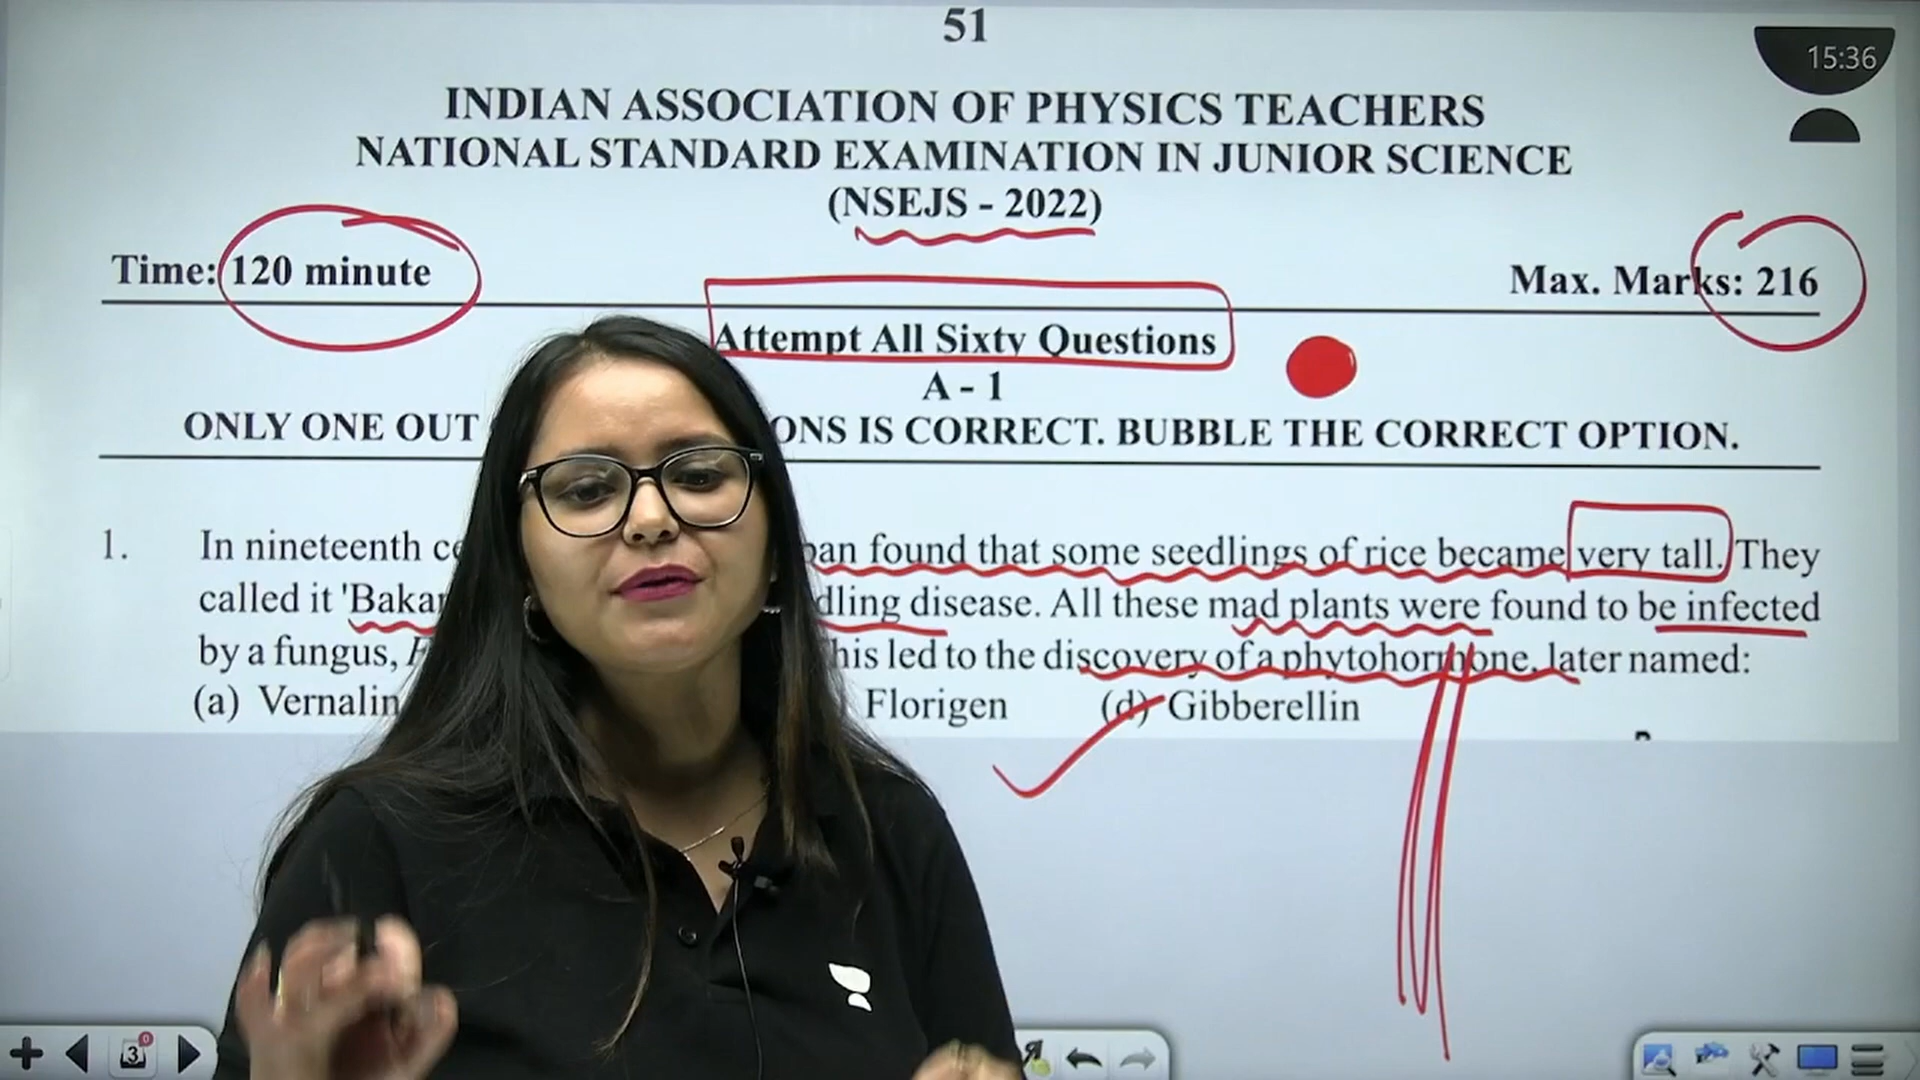 51
15:36
INDIAN ASSOCIATION OF PHYSICS TEACHERS
NATIONAL STANDARD EXAMINATION IN JUNIOR SCIENCE
(NSEJS - 2022)
Time: 120 minute Max. Marks: 216
Attempt All Sixty Questions
A - 1
ONLY ONE OUT ONS IS CORRECT. BUBBLE THE CORRECT OPTION.
1. In nineteenth found that some seedlings of rice became very tall. They
called it 'Bakan dling disease. All these mad plants were found to be infected
by a fungus, his led to the discovery of a phytohormone, later named:
(a) Vernalin Florigen (d) Gibberellin
3 0